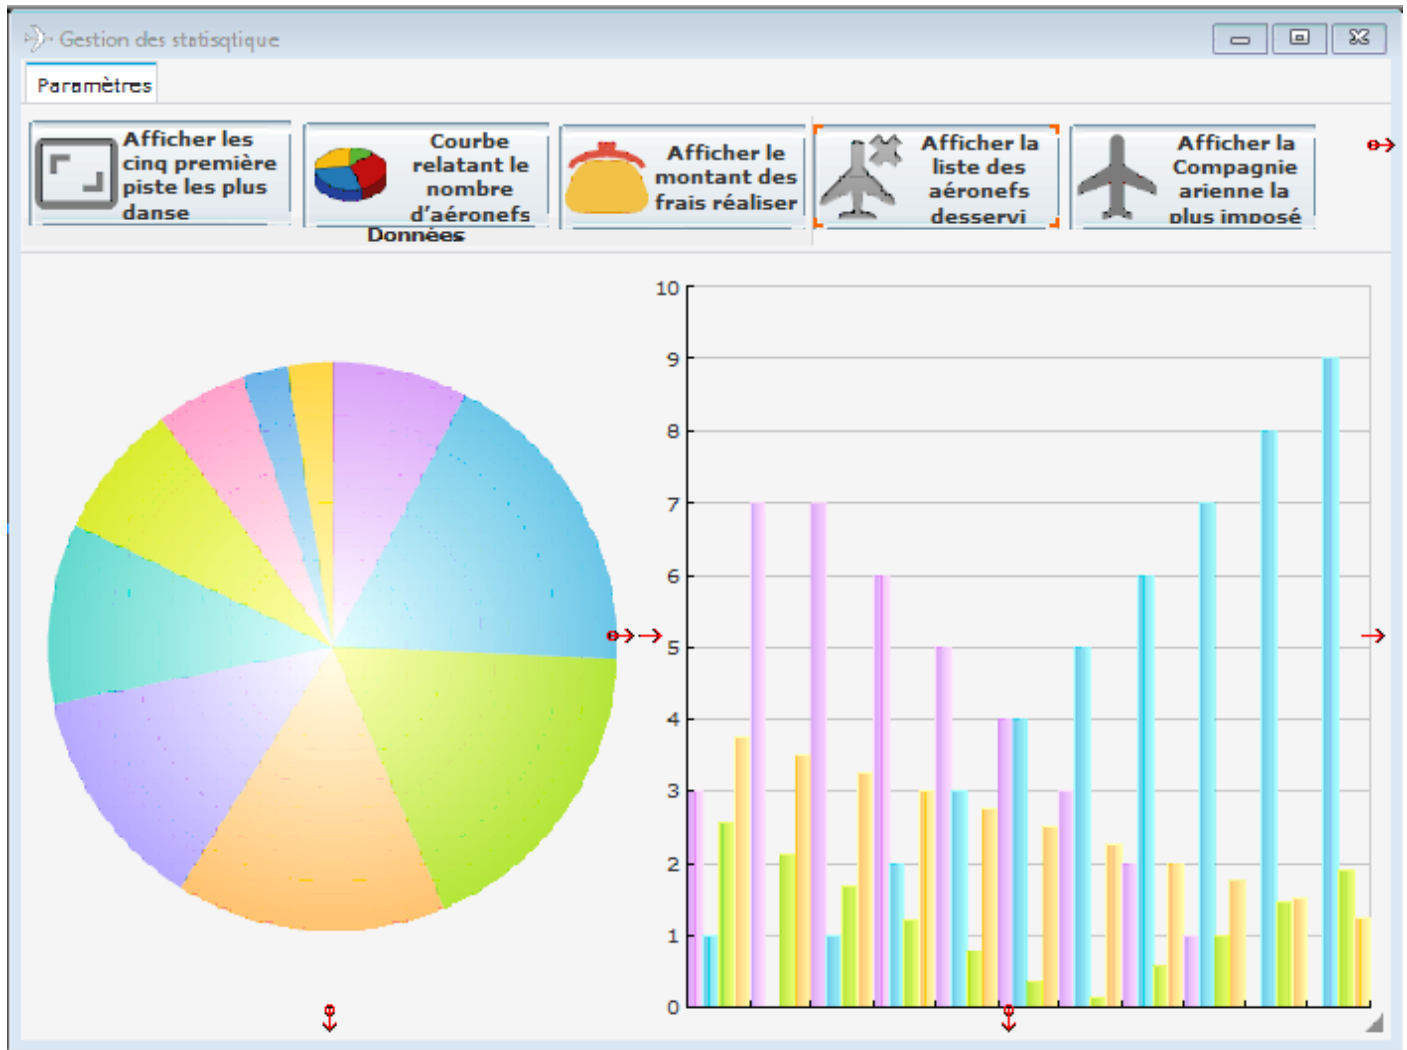 Gestion des statisqtique
Paramètres
Afficher les
cinq première
piste les plus
danse
Courbe
relatant le
nombre
d'aéronefs
Afficher le
montant des
frais réaliser
Afficher la
liste des
aéronefs
desservi
Afficher la
Compagnie
arienne la
plus imposé
Données
10
9
8
7
6
5
4
3
2
1
0